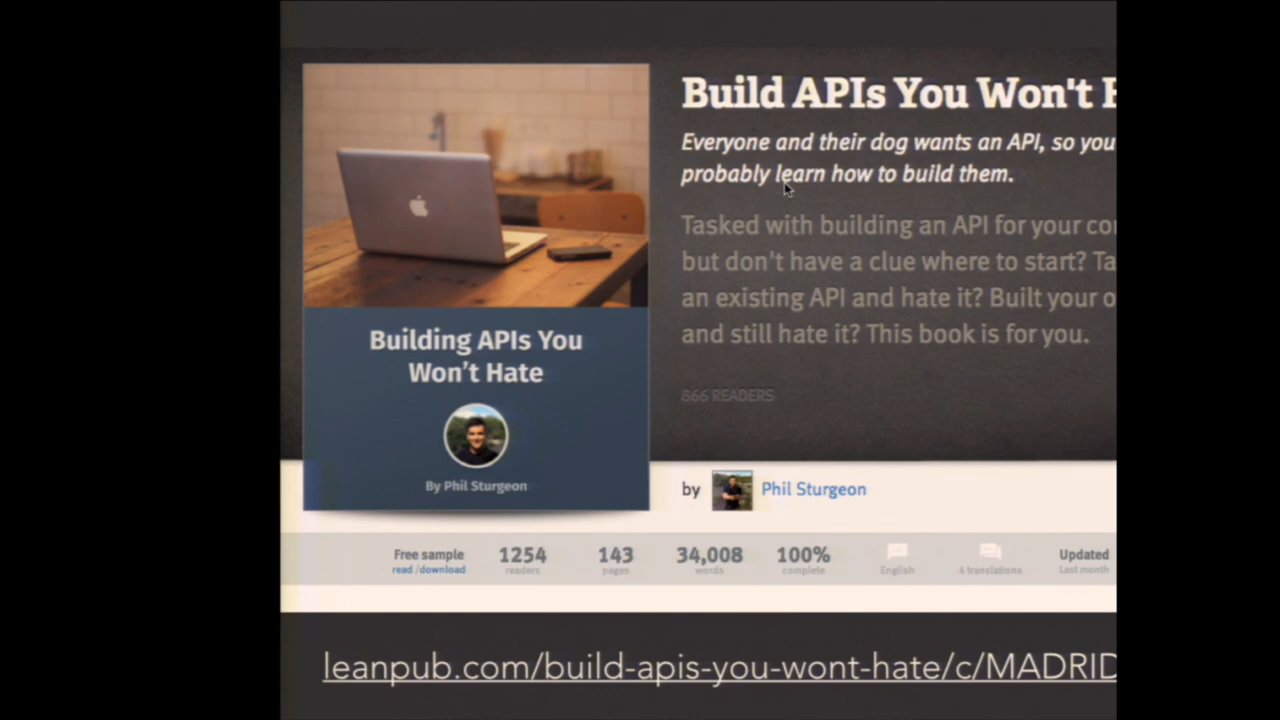 Build APIs You Won't
Everyone and their dog wants an API, so you
probably learn how to build them.
Tasked with building an API for your
but don't have a clue where to start?
an existing API and hate it? Built your
and still hate it? This book is for you.
866 READERS
Building APIs You
Won't Hate
By Phil Sturgeon
by Phil Sturgeon
Free sample
read / download
1254
readers
143
pages
34,008
words
100%
complete
English
4 translations
Updated
Last month
leanpub.com/build-apis-you-wont-hate/c/MADRID